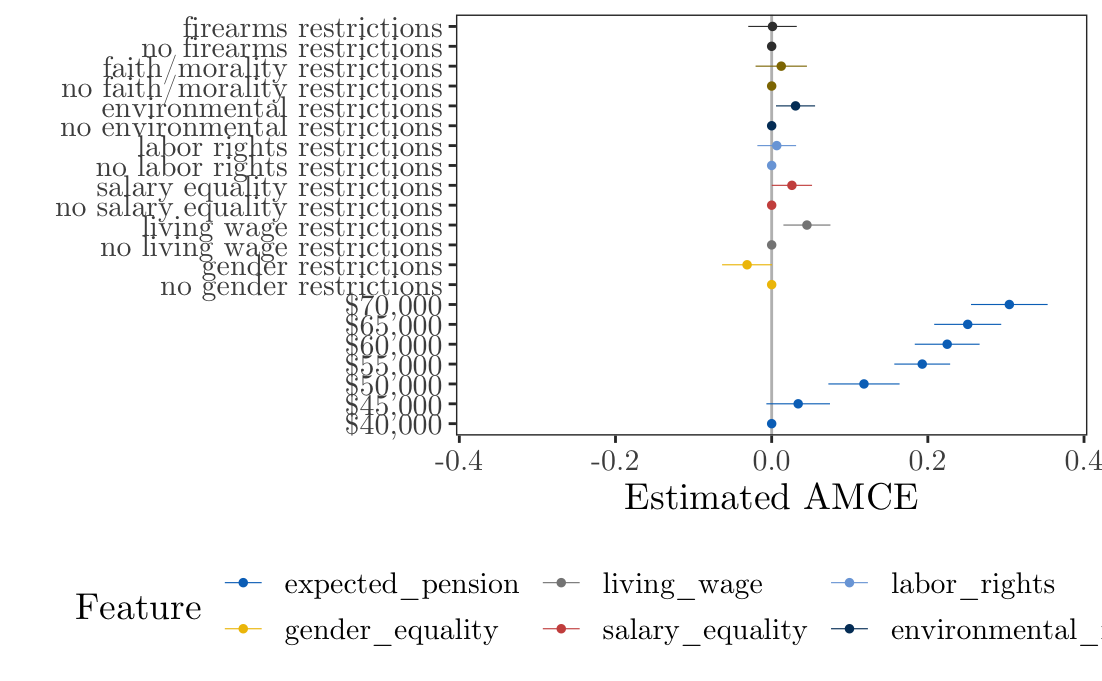 firearms restrictions
no firearms restrictions
faith/morality restrictions
no faith/morality restrictions
environmental restrictions
no environmental restrictions
labor rights restrictions
no labor rights restrictions
salary equality restrictions
no salary equality restrictions
living wage restrictions
no living wage restrictions
gender restrictions
no gender restrictions
$70,000
$65,000
$60,000
$55,000
$50,000
$45,000
$40,000
-0.4 -0.2 0.0 0.2 0.4
Estimated AMCE
Feature
expected_pension living_wage labor_rights
gender_equality salary_equality environmental_